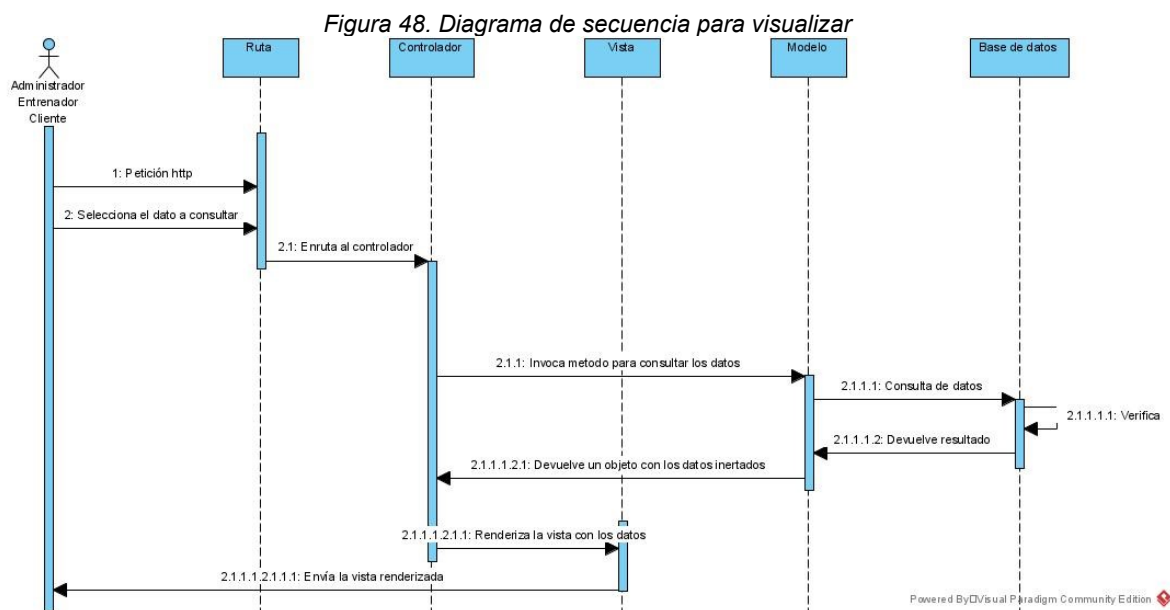 Figura 48. Diagrama de secuencia para visualizar
Ruta
Controlador
Vista
Modelo
Base de datos
Administrador
Entrenador
Cliente
1: Petición http
2: Selecciona el dato a consultar
2.1: Enruta al controlador
2.1.1: Invoca metodo para consultar los datos
2.1.1.1: Consulta de datos
2.1.1.1.1: Verifica
2.1.1.1.2: Devuelve resultado
2.1.1.1.2.1: Devuelve un objeto con los datos inertados
2.1.1.1.2.1.1: Renderiza la vista con los datos
2.1.1.1.2.1.1.1: Envía la vista renderizada
Powered By□Visual Paradigm Community Edition